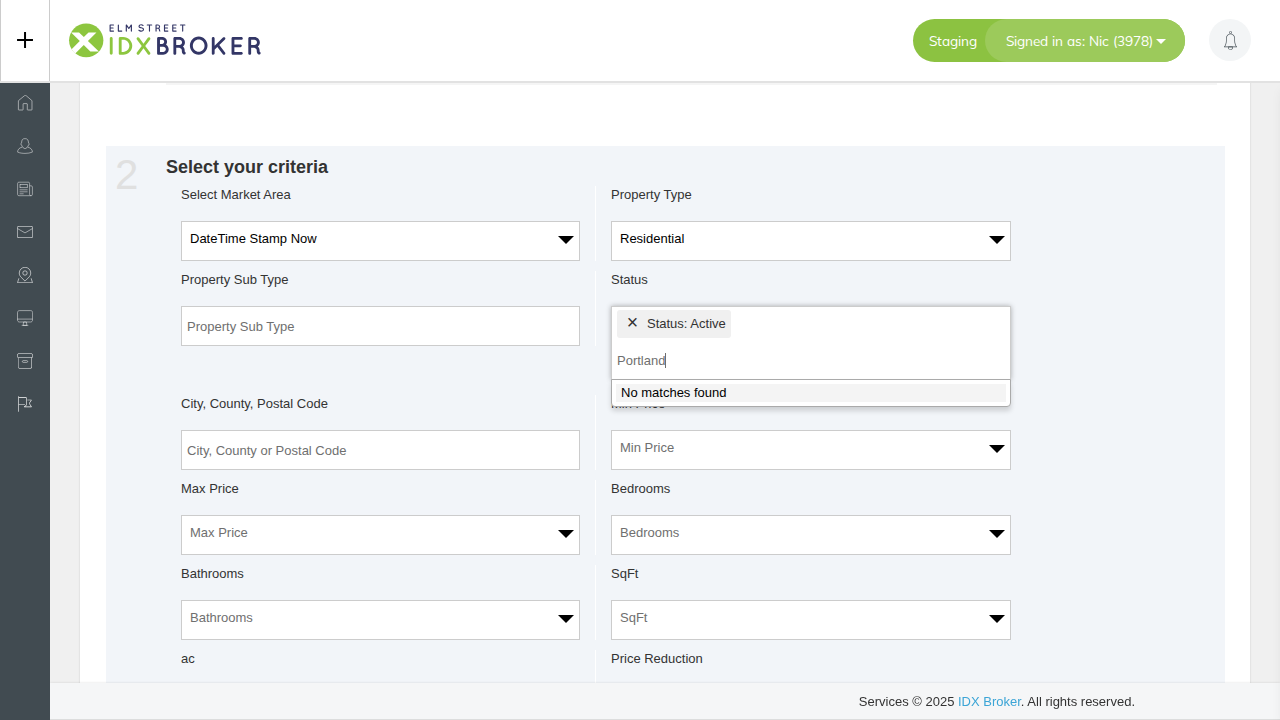 ELM STREET
IDXBROKER
Staging
Signed in as: Nic (3978)
2
Select your criteria
Select Market Area
Property Type
DateTime Stamp Now
Residential
Property Sub Type
Status
Property Sub Type
× Status: Active
Portland
No matches found
City, County, Postal Code
Min Price
City, County or Postal Code
Min Price
Max Price
Bedrooms
Max Price
Bedrooms
Bathrooms
SqFt
Bathrooms
SqFt
ac
Price Reduction
Services © 2025 IDX Broker. All rights reserved.